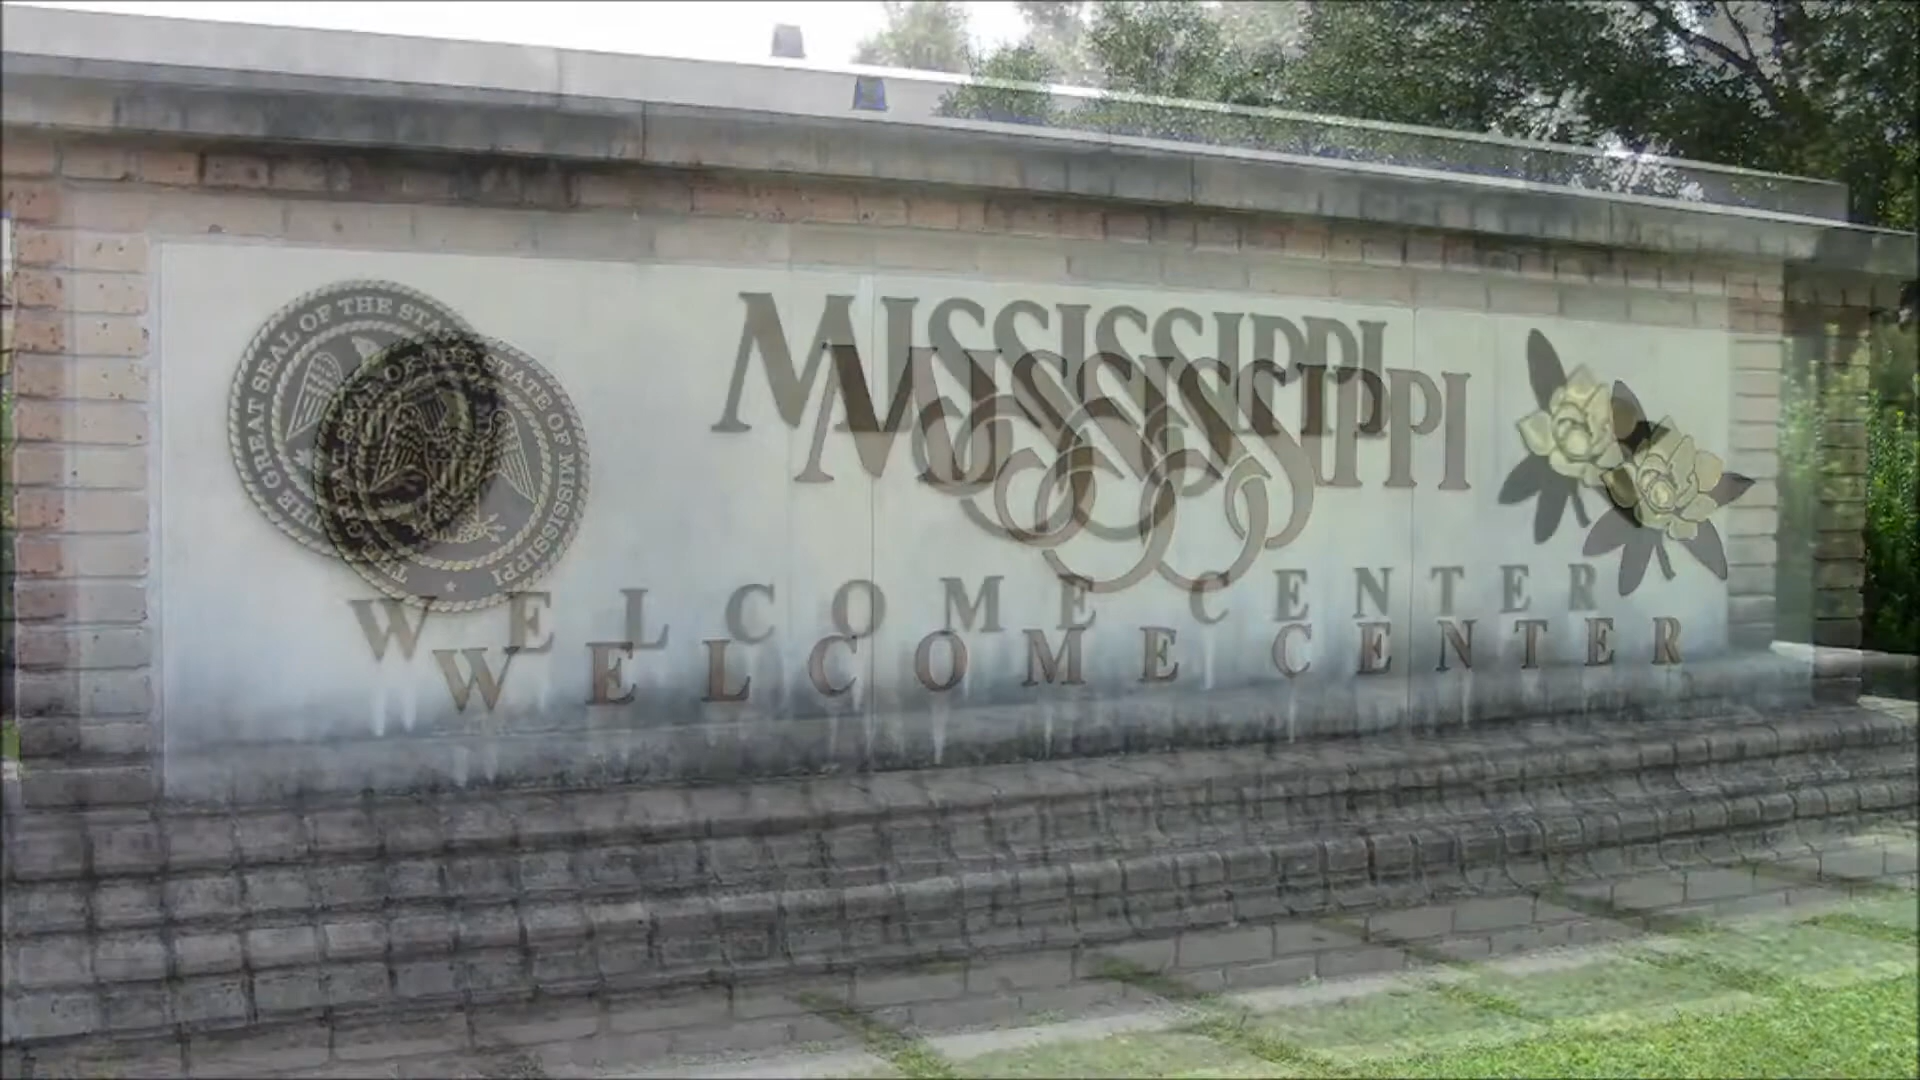 THE GREAT SEAL OF THE STATE OF MISSISSIPPI
MISSISSIPPI
WELCOME CENTER